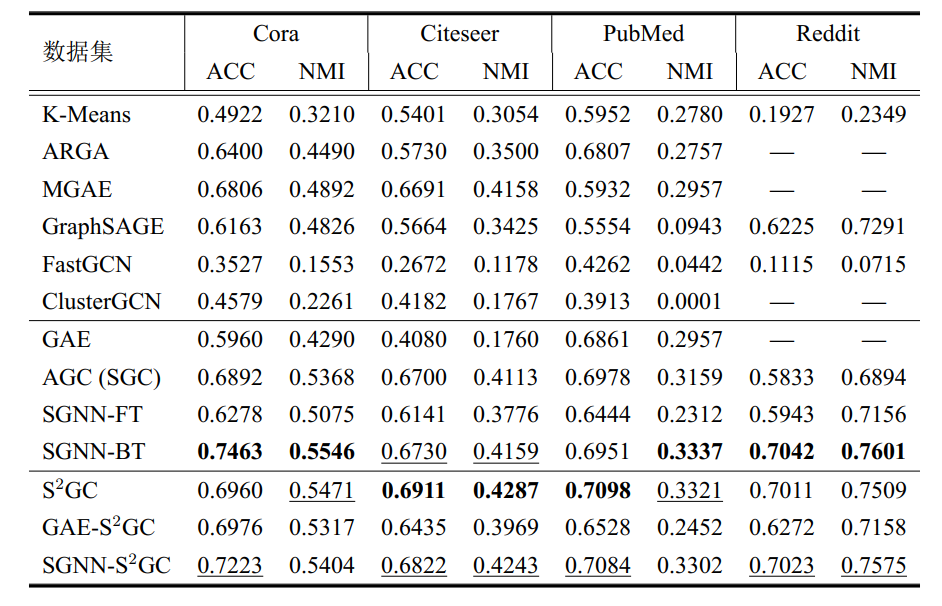 数据集 Cora Citeseer PubMed Reddit
ACC NMI ACC NMI ACC NMI ACC NMI
K-Means 0.4922 0.3210 0.5401 0.3054 0.5952 0.2780 0.1927 0.2349
ARGA 0.6400 0.4490 0.5730 0.3500 0.6807 0.2757 — —
MGAE 0.6806 0.4892 0.6691 0.4158 0.5932 0.2957 — —
GraphSAGE 0.6163 0.4826 0.5664 0.3425 0.5554 0.0943 0.6225 0.7291
FastGCN 0.3527 0.1553 0.2672 0.1178 0.4262 0.0442 0.1115 0.0715
ClusterGCN 0.4579 0.2261 0.4182 0.1767 0.3913 0.0001 — —
GAE 0.5960 0.4290 0.4080 0.1760 0.6861 0.2957 — —
AGC (SGC) 0.6892 0.5368 0.6700 0.4113 0.6978 0.3159 0.5833 0.6894
SGNN-FT 0.6278 0.5075 0.6141 0.3776 0.6444 0.2312 0.5943 0.7156
SGNN-BT 0.7463 0.5546 0.6730 0.4159 0.6951 0.3337 0.7042 0.7601
S²GC 0.6960 0.5471 0.6911 0.4287 0.7098 0.3321 0.7011 0.7509
GAE-S²GC 0.6976 0.5317 0.6435 0.3969 0.6528 0.2452 0.6272 0.7158
SGNN-S²GC 0.7223 0.5404 0.6822 0.4243 0.7084 0.3302 0.7023 0.7575